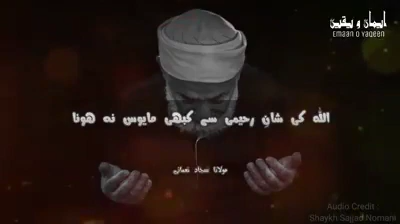 ایمان و یقین
EMAAN O YAQEEN
اللہ کی شانِ رحیمی سے کبھی مایوس نہ ہونا
مولانا سجاد نعمانی
Audio Credit
Shaykh Sajjad Nomani